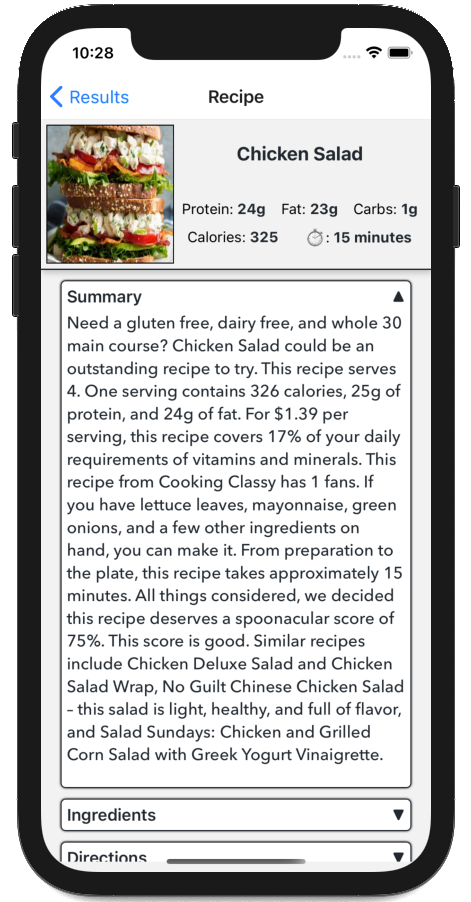 10:28
Results
Recipe
Chicken Salad
Protein: 24g Fat: 23g Carbs: 1g
Calories: 325 ⏱: 15 minutes
Summary ▲
Need a gluten free, dairy free, and whole 30
main course? Chicken Salad could be an
outstanding recipe to try. This recipe serves
4. One serving contains 326 calories, 25g of
protein, and 24g of fat. For $1.39 per
serving, this recipe covers 17% of your daily
requirements of vitamins and minerals. This
recipe from Cooking Classy has 1 fans. If
you have lettuce leaves, mayonnaise, green
onions, and a few other ingredients on
hand, you can make it. From preparation to
the plate, this recipe takes approximately 15
minutes. All things considered, we decided
this recipe deserves a spoonacular score of
75%. This score is good. Similar recipes
include Chicken Deluxe Salad and Chicken
Salad Wrap, No Guilt Chinese Chicken Salad
– this salad is light, healthy, and full of flavor,
and Salad Sundays: Chicken and Grilled
Corn Salad with Greek Yogurt Vinaigrette.
Ingredients ▼
Directions ▼